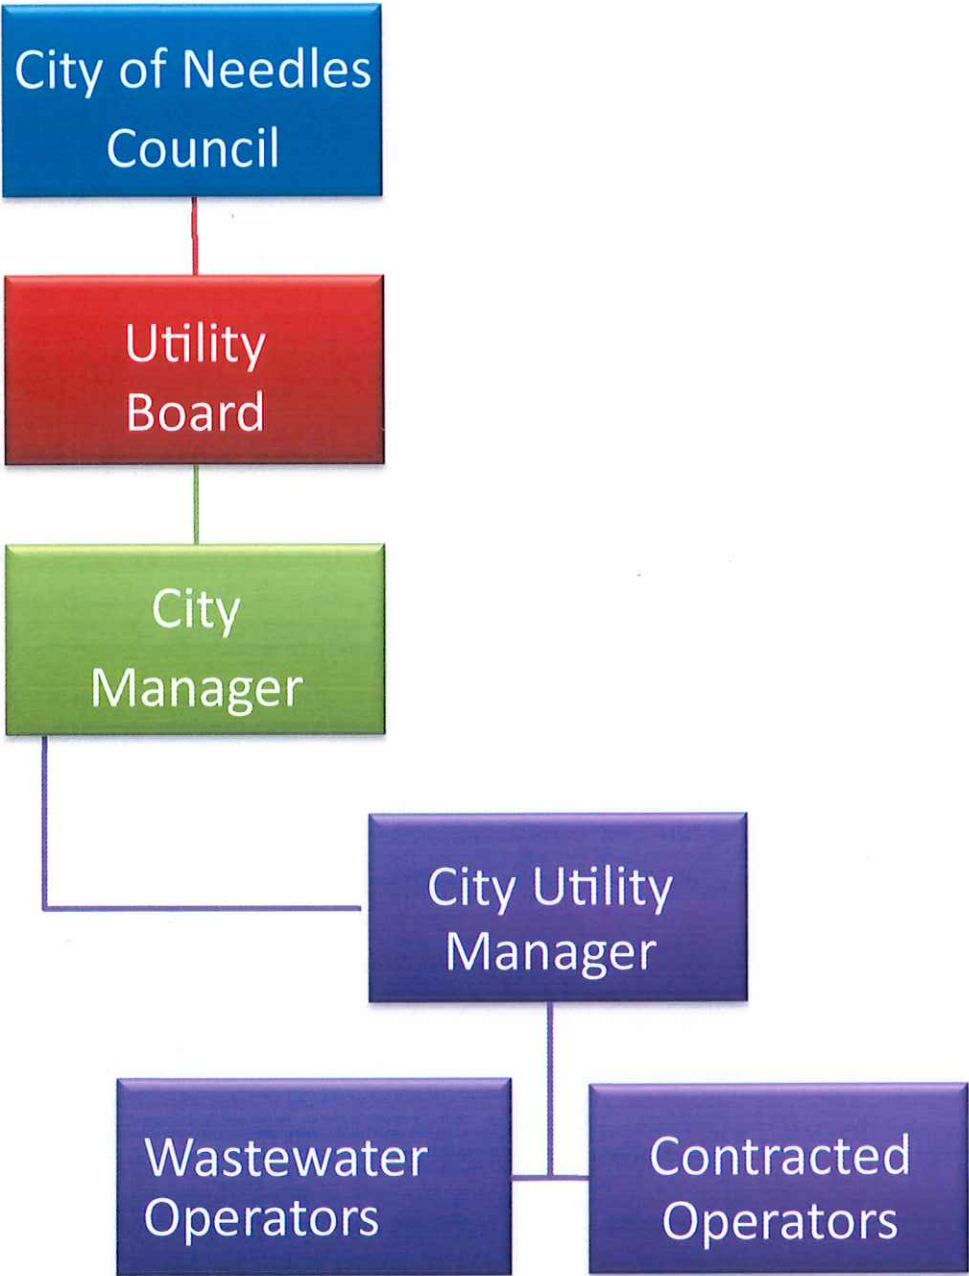 City of Needles
Council
Utility
Board
City
Manager
City Utility
Manager
Wastewater
Operators
Contracted
Operators